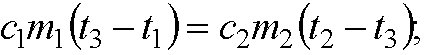 c₁m₁(t₃ − t₁) = c₂m₂(t₂ − t₃);